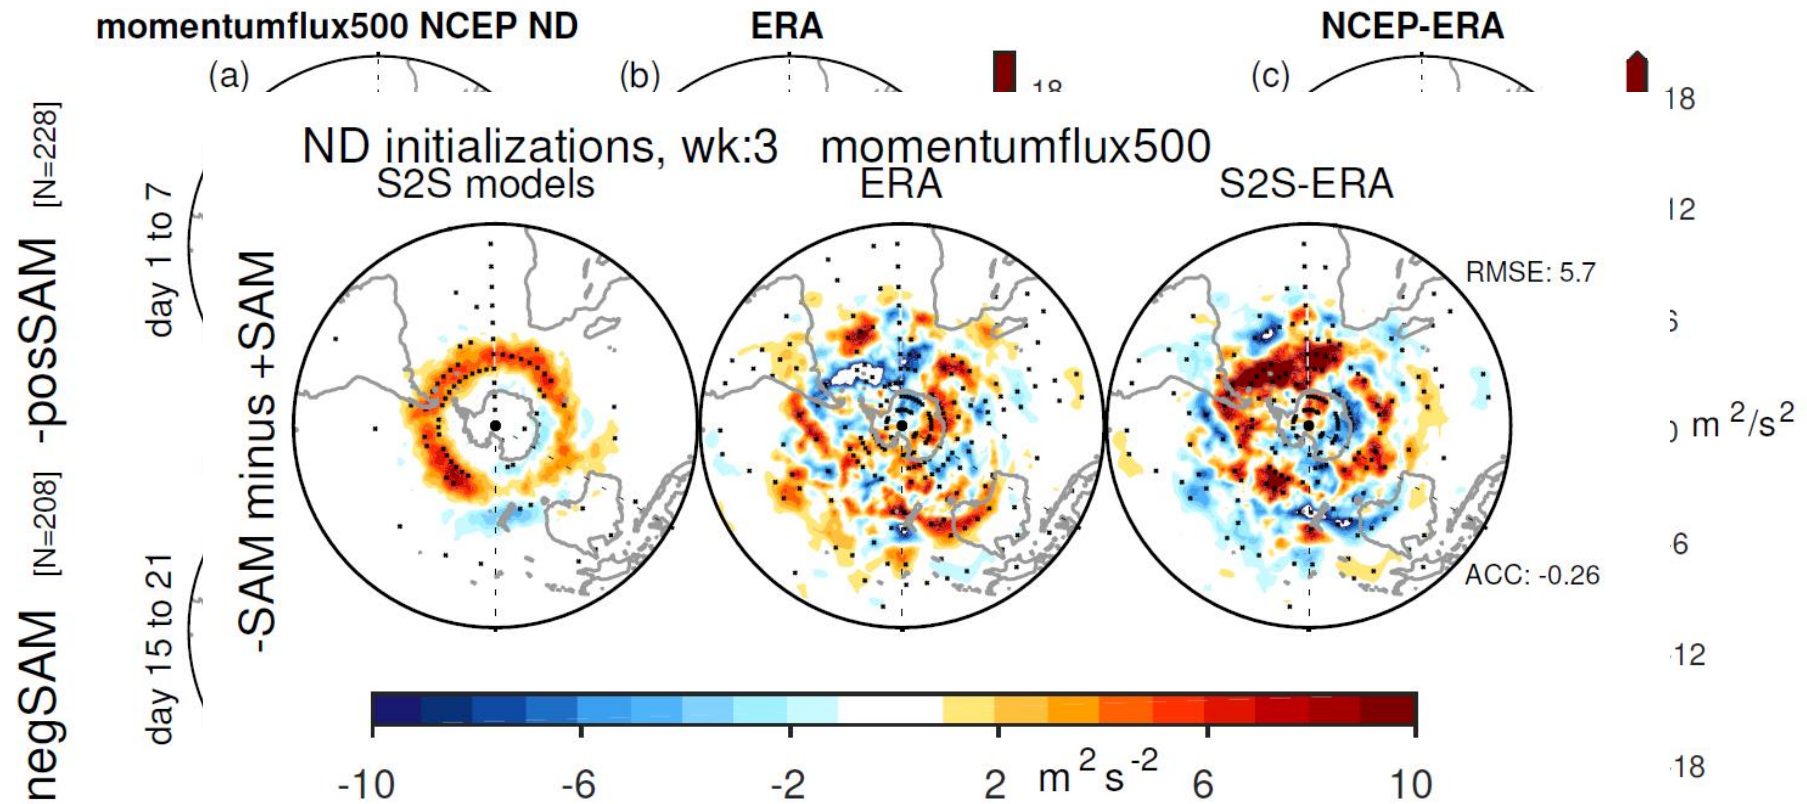 momentumflux500 NCEP ND
ERA
NCEP-ERA
(a)
(b)
(c)
18
18
12
6
0
-6
-12
-18
m²/s²
negSAM [N=208] -posSAM [N=228]
day 1 to 7
day 15 to 21
ND initializations, wk:3 momentumflux500
S2S models
ERA
S2S-ERA
-SAM minus +SAM
RMSE: 5.7
ACC: -0.26
-10
-6
-2
2
m² s⁻²
6
10